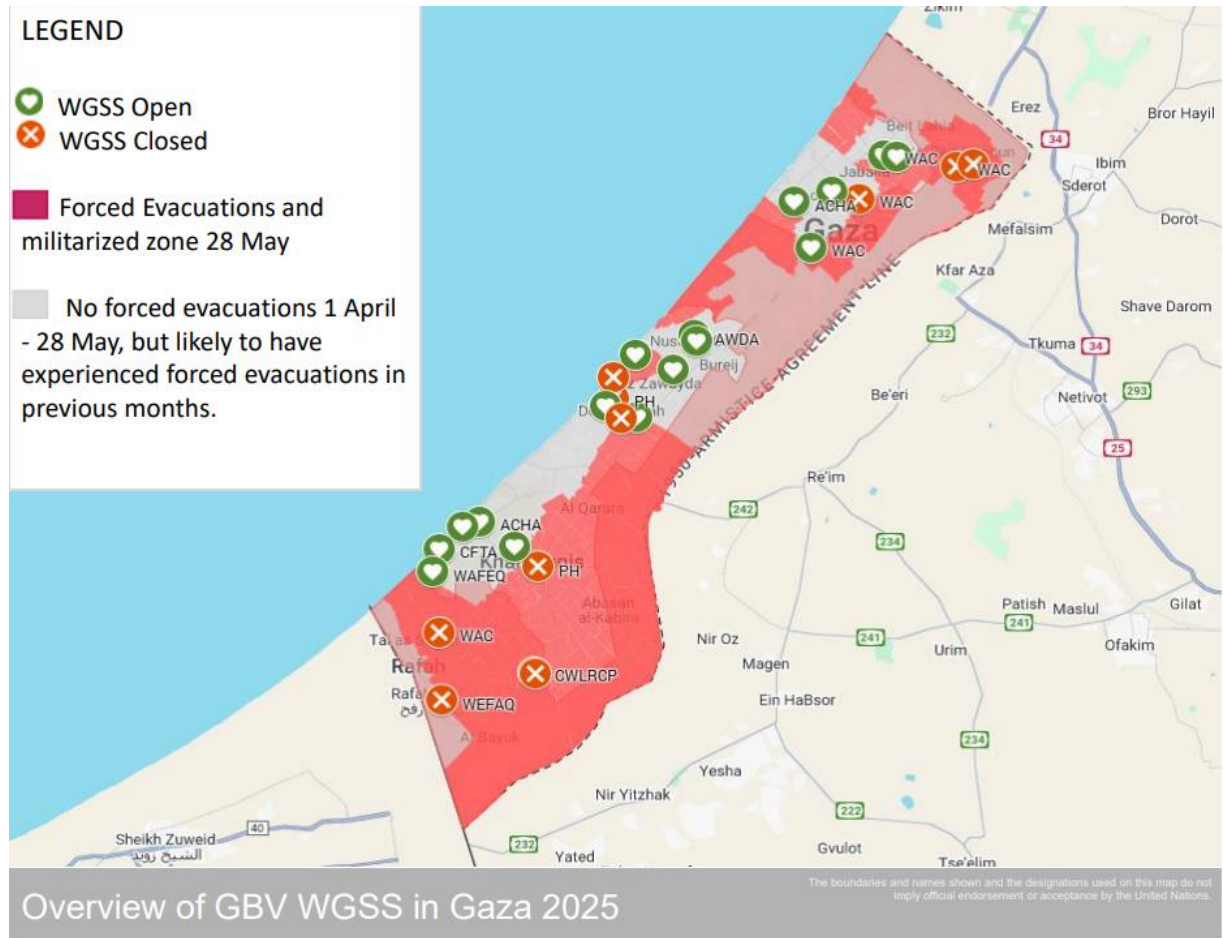 LEGEND
WGSS Open
WGSS Closed
Forced Evacuations and
militarized zone 28 May
No forced evacuations 1 April
- 28 May, but likely to have
experienced forced evacuations in
previous months.
Zikim
Erez
Bror Hayil
34
Beit Lahia
Ibim
WAC
WAC
Jabalia
Sderot
ACHA
WAC
Dorot
Gaza
Mefalsim
WAC
Kfar Aza
Shave Darom
1950 ARMISTICE AGREEMENT LINE
232
Tkuma
34
AWDA
Bureij
293
Be'eri
Netivot
PH
25
Re'im
242
Al Qarara
ACHA
234
CFTA
WAFEQ
PH
Abasan
al-Kabira
Patish
Maslul
Gilat
241
WAC
Nir Oz
241
Urim
Ofakim
Rafah
Magen
CWLRCP
WEFAQ
رفح
Ein HaBsor
Al Bayuk
234
Yesha
Nir Yitzhak
222
40
Sheikh Zuweid
الشيخ زويد
232
Yated
Gvulot
Tse'elim
Overview of GBV WGSS in Gaza 2025
The boundaries and names shown and the designations used on this map do not
imply official endorsement or acceptance by the United Nations.